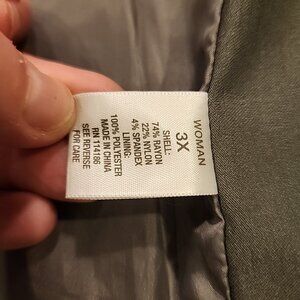 WOMAN
3X
SHELL:
74% RAYON
22% NYLON
4% SPANDEX
LINING:
100% POLYESTER
MADE IN CHINA
RN 114186
SEE REVERSE
FOR CARE